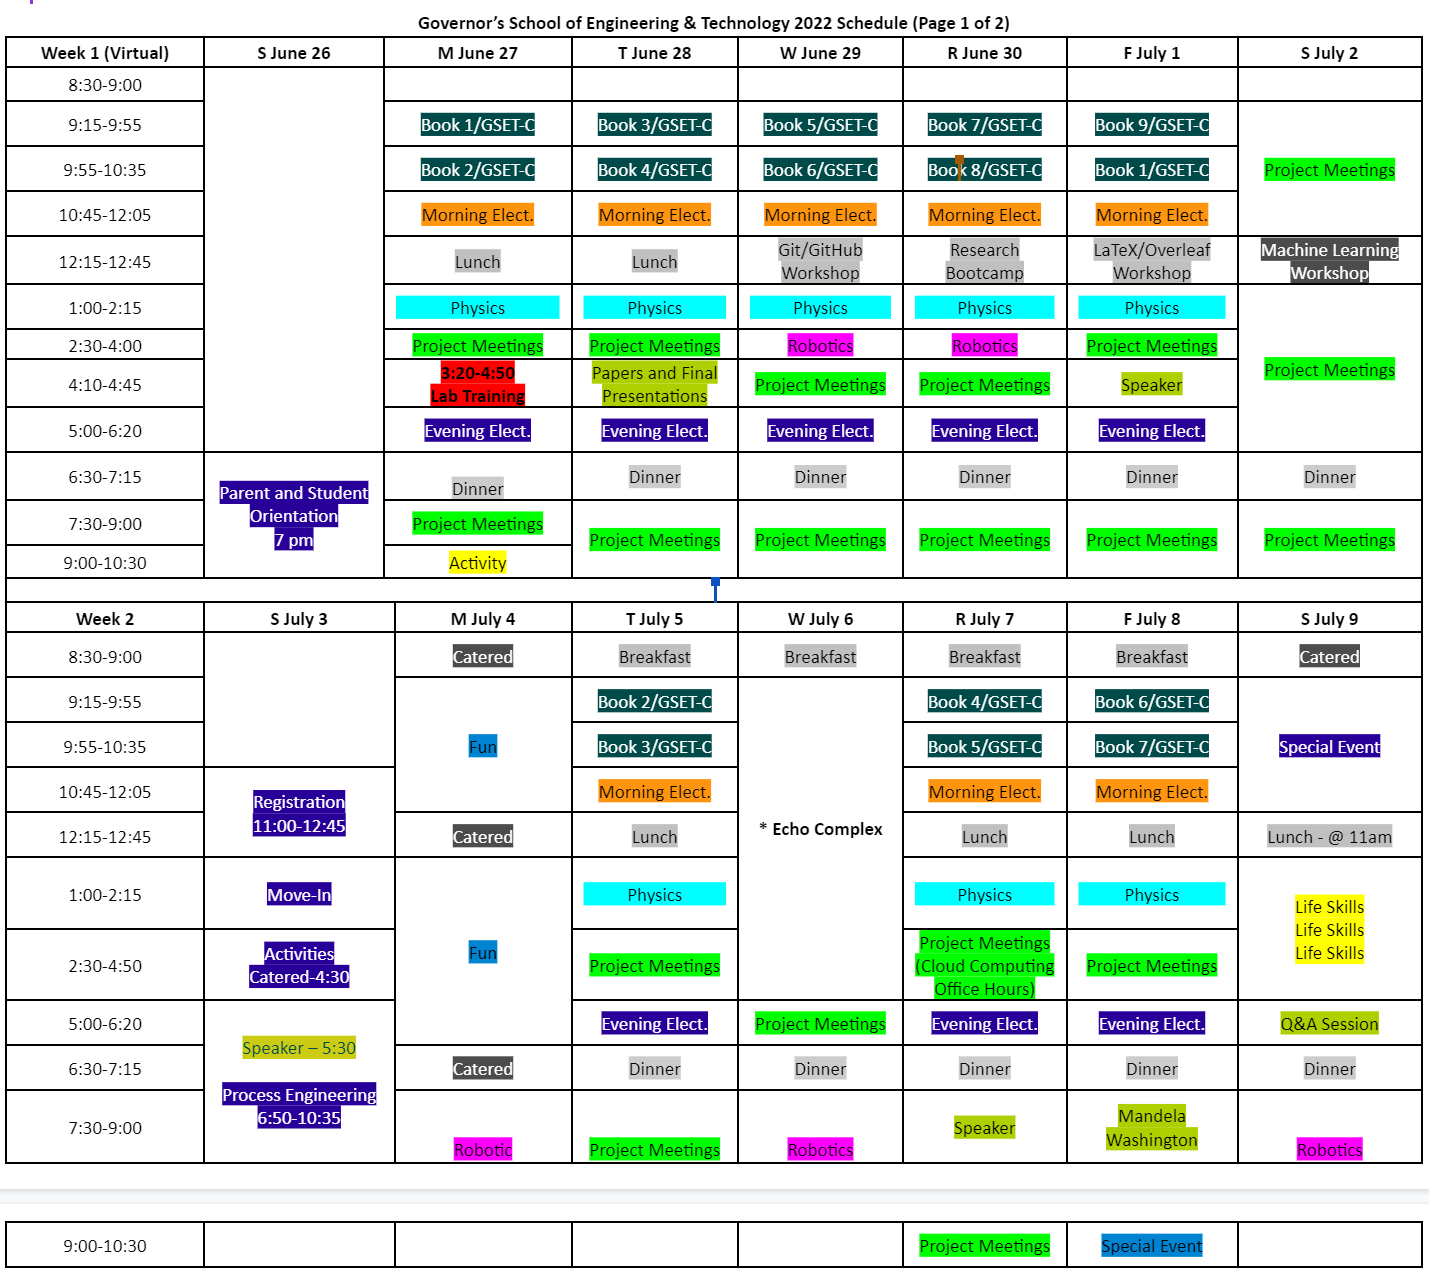 Governor's School of Engineering & Technology 2022 Schedule (Page 1 of 2)
Week 1 (Virtual) S June 26 M June 27 T June 28 W June 29 R June 30 F July 1 S July 2
8:30-9:00
9:15-9:55 Book 1/GSET-C Book 3/GSET-C Book 5/GSET-C Book 7/GSET-C Book 9/GSET-C
9:55-10:35 Book 2/GSET-C Book 4/GSET-C Book 6/GSET-C Book 8/GSET-C Book 1/GSET-C Project Meetings
10:45-12:05 Morning Elect. Morning Elect. Morning Elect. Morning Elect. Morning Elect.
Git/GitHub Research LaTeX/Overleaf Machine Learning
12:15-12:45 Lunch Lunch
Workshop Bootcamp Workshop Workshop
1:00-2:15 Physics Physics Physics Physics Physics
2:30-4:00 Project Meetings Project Meetings Robotics Robotics Project Meetings
Project Meetings
3:20-4:50 Papers and Final
4:10-4:45 Project Meetings Project Meetings Speaker
Lab Training Presentations
5:00-6:20 Evening Elect. Evening Elect. Evening Elect. Evening Elect. Evening Elect.
6:30-7:15 Dinner Dinner Dinner Dinner Dinner Dinner
Parent and Student
Orientation
7 pm
7:30-9:00 Project Meetings
Project Meetings Project Meetings Project Meetings Project Meetings Project Meetings
9:00-10:30 Activity
Week 2 S July 3 M July 4 T July 5 W July 6 R July 7 F July 8 S July 9
8:30-9:00 Catered Breakfast Breakfast Breakfast Breakfast Catered
9:15-9:55 Book 2/GSET-C Book 4/GSET-C Book 6/GSET-C
9:55-10:35 Fun Book 3/GSET-C Book 5/GSET-C Book 7/GSET-C Special Event
10:45-12:05 Morning Elect. Morning Elect. Morning Elect.
Registration
11:00-12:45
12:15-12:45 Catered Lunch * Echo Complex Lunch Lunch Lunch - @ 11am
1:00-2:15 Move-In Physics Physics Physics
Life Skills
Life Skills
Life Skills
Activities
Catered-4:30
Project Meetings
(Cloud Computing
Office Hours)
2:30-4:50 Fun Project Meetings Project Meetings
5:00-6:20 Evening Elect. Project Meetings Evening Elect. Evening Elect. Q&A Session
Speaker – 5:30
6:30-7:15 Catered Dinner Dinner Dinner Dinner Dinner
Process Engineering
6:50-10:35
Mandela
Washington
7:30-9:00 Speaker
Robotic Project Meetings Robotics Robotics
9:00-10:30 Project Meetings Special Event